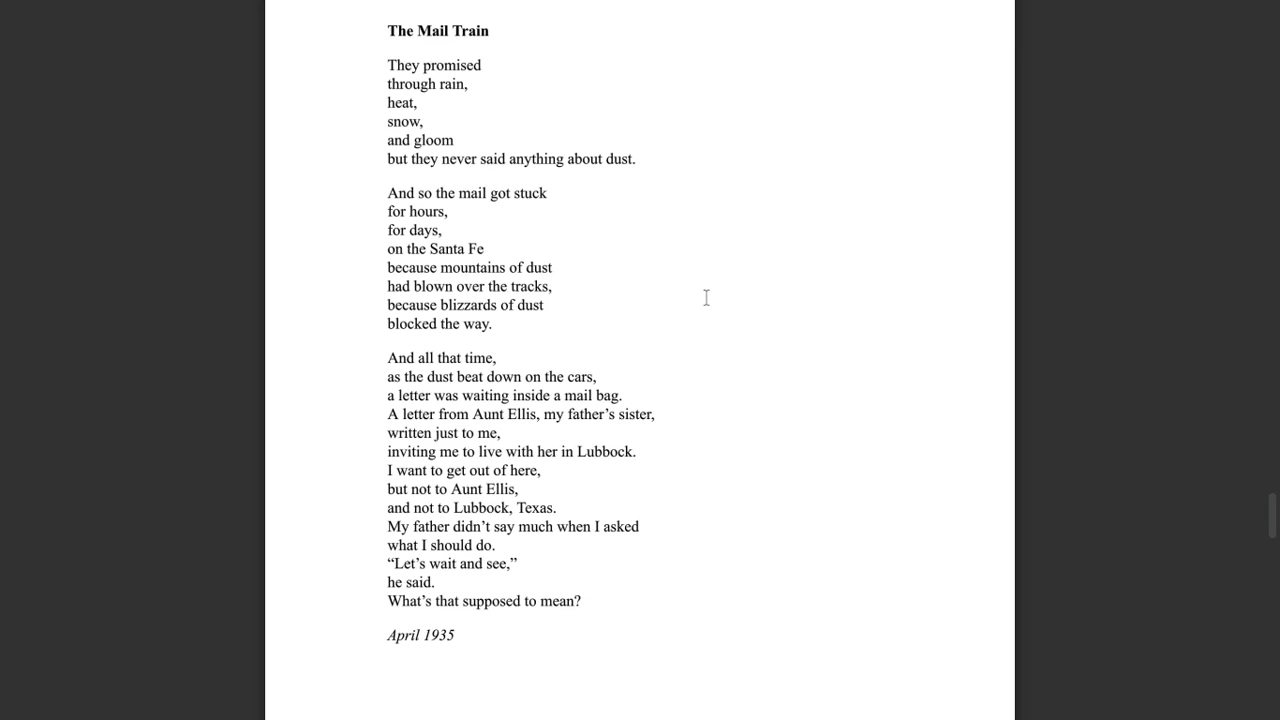 The Mail Train
They promised
through rain,
heat,
snow,
and gloom
but they never said anything about dust.
And so the mail got stuck
for hours,
for days,
on the Santa Fe
because mountains of dust
had blown over the tracks,
because blizzards of dust
blocked the way.
And all that time,
as the dust beat down on the cars,
a letter was waiting inside a mail bag.
A letter from Aunt Ellis, my father’s sister,
written just to me,
inviting me to live with her in Lubbock.
I want to get out of here,
but not to Aunt Ellis,
and not to Lubbock, Texas.
My father didn’t say much when I asked
what I should do.
“Let’s wait and see,”
he said.
What’s that supposed to mean?
April 1935